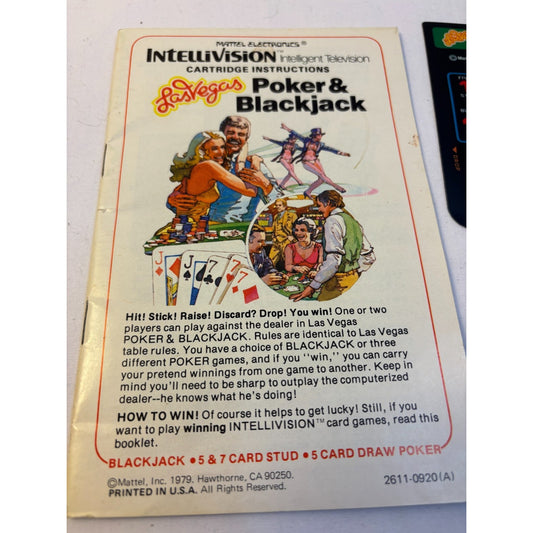 MATTEL ELECTRONICS®
INTELLIVISION™ Intelligent Television
CARTRIDGE INSTRUCTIONS
Las Vegas Poker &
Blackjack
J J 7 7 7
Hit! Stick! Raise! Discard? Drop! You win! One or two
players can play against the dealer in Las Vegas
POKER & BLACKJACK. Rules are identical to Las Vegas
table rules. You have a choice of BLACKJACK or three
different POKER games, and if you "win," you can carry
your pretend winnings from one game to another. Keep in
mind you'll need to be sharp to outplay the computerized
dealer--he knows what he's doing!
HOW TO WIN! Of course it helps to get lucky! Still, if you
want to play winning INTELLIVISION™ card games, read this
booklet.
BLACKJACK • 5 & 7 CARD STUD • 5 CARD DRAW POKER
©Mattel, Inc. 1979. Hawthorne, CA 90250.
PRINTED IN U.S.A. All Rights Reserved.
2611-0920(A)